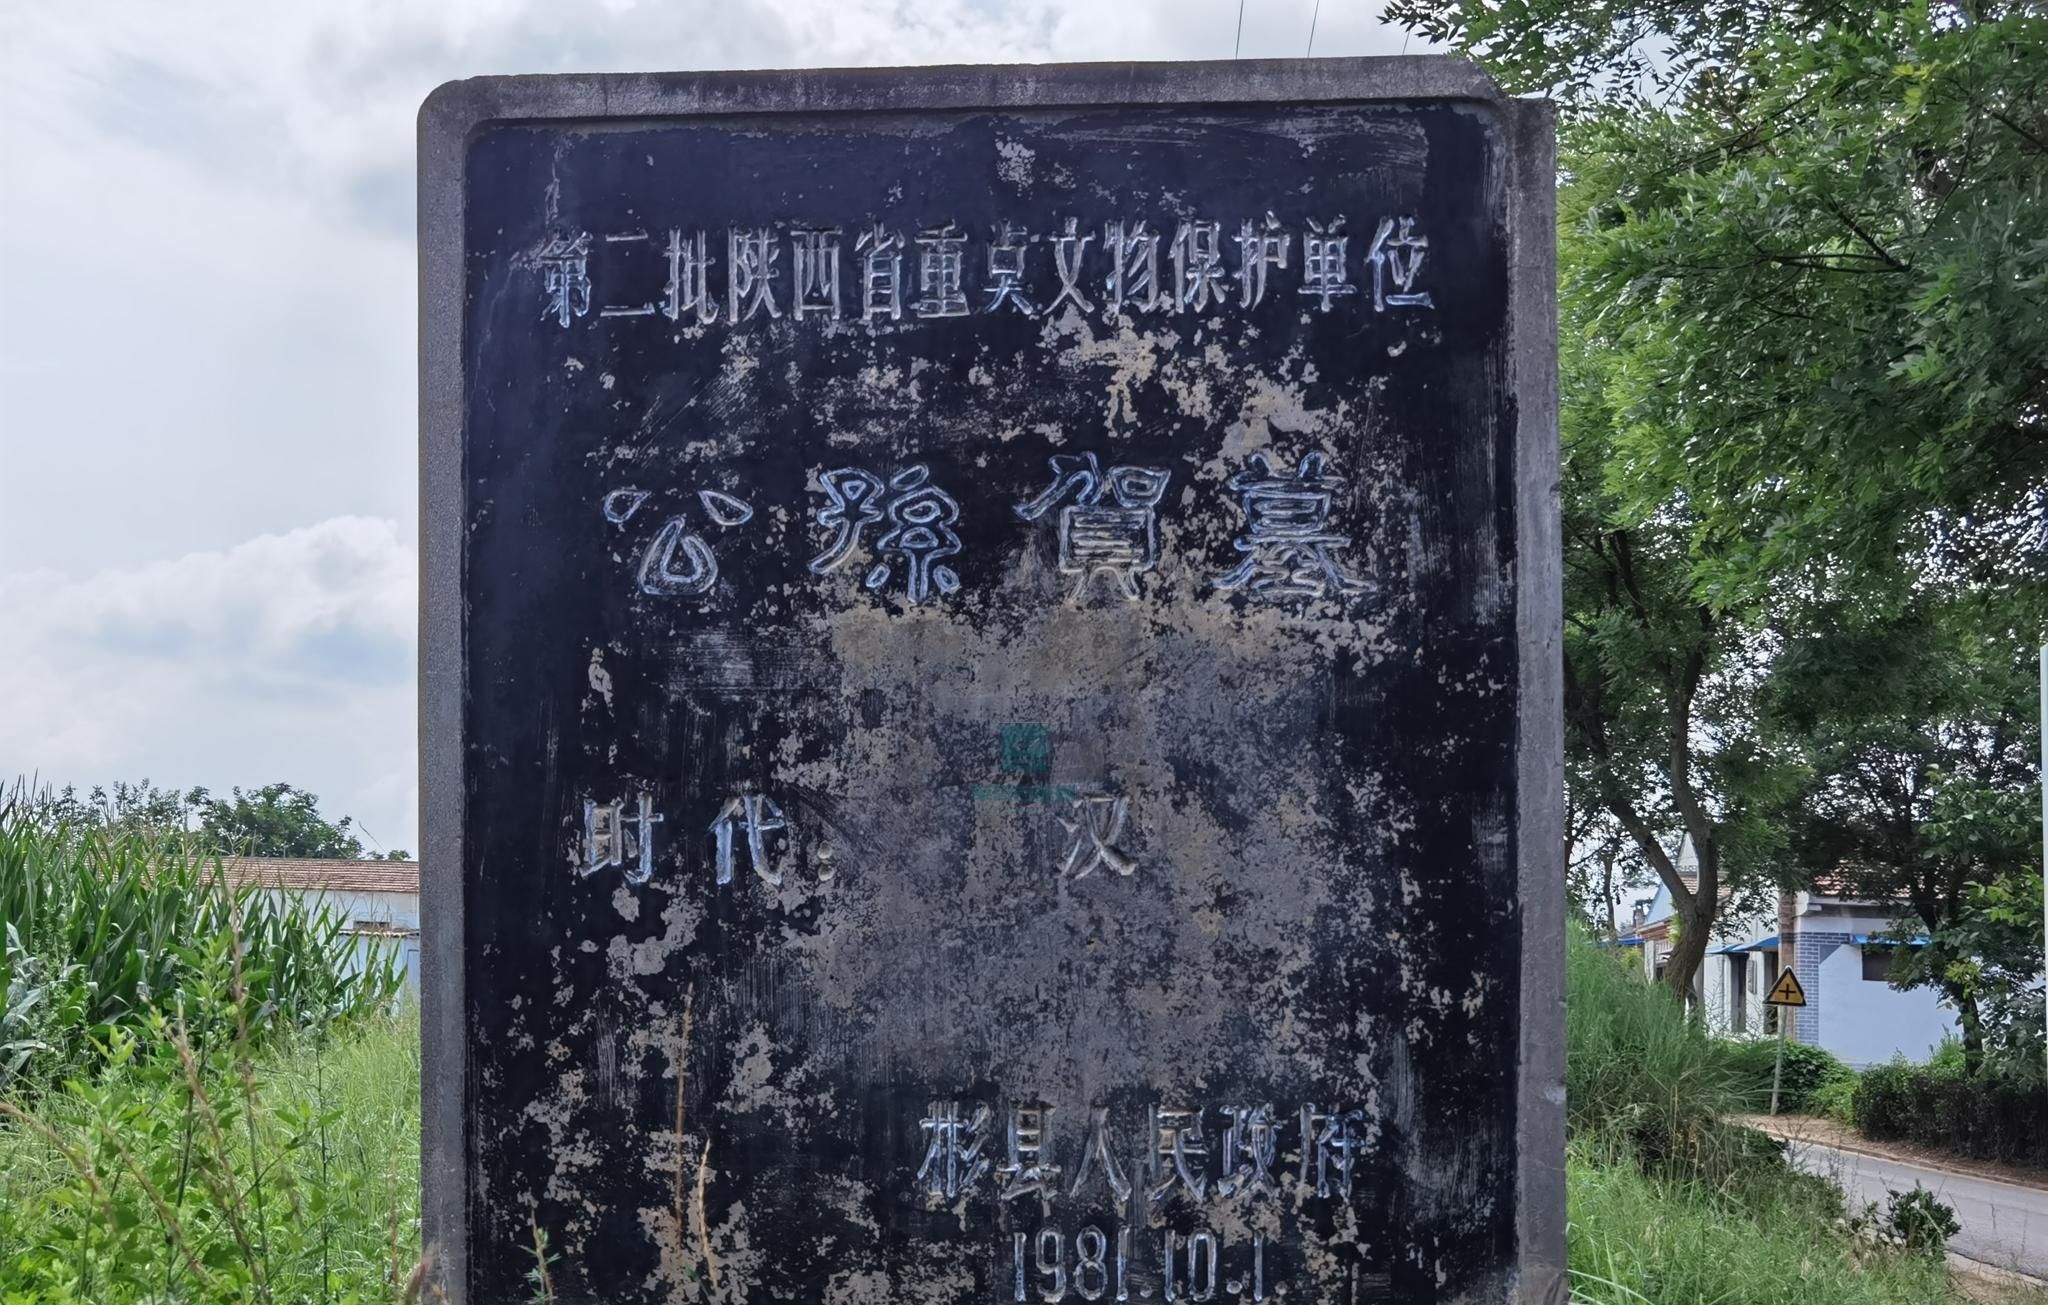 第二批陕西省重点文物保护单位
公孫賀墓
时代：汉
彬县人民政府
1981.10.1.